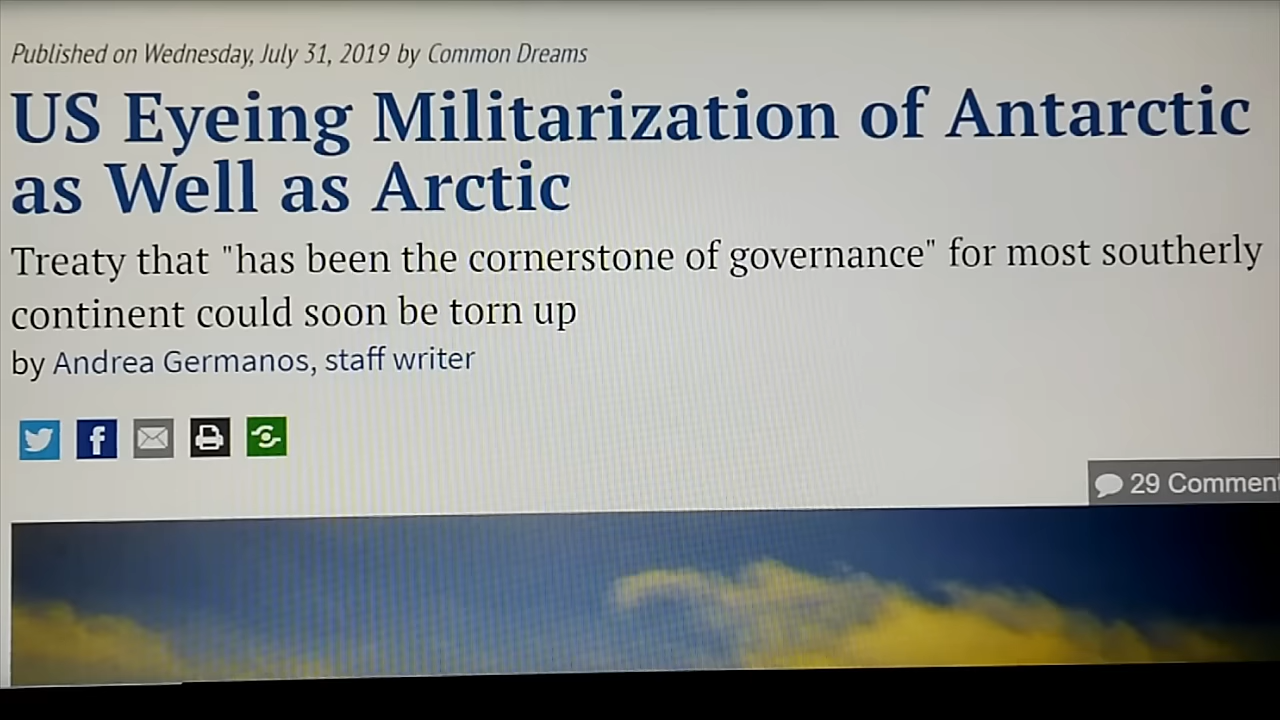 Published on Wednesday, July 31, 2019 by Common Dreams
US Eyeing Militarization of Antarctic
as Well as Arctic
Treaty that "has been the cornerstone of governance" for most southerly
continent could soon be torn up
by Andrea Germanos, staff writer
29 Commen